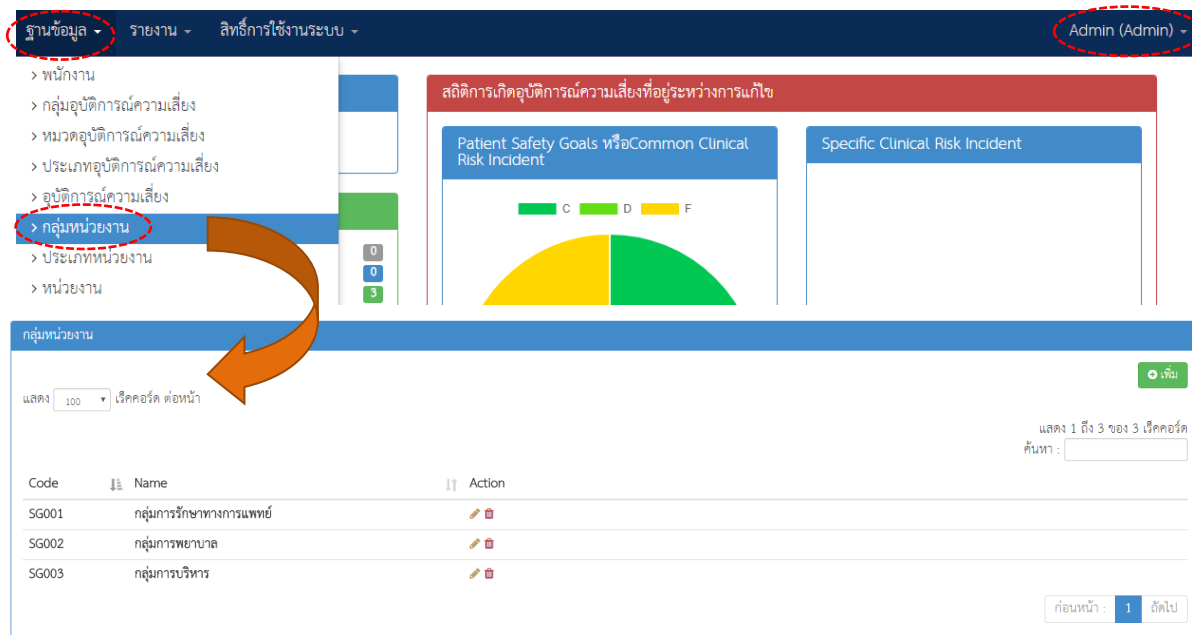 ฐานข้อมูล รายงาน สิทธิ์การใช้งานระบบ Admin (Admin)
> พนักงาน
> กลุ่มอุบัติการณ์ความเสี่ยง
> หมวดอุบัติการณ์ความเสี่ยง
> ประเภทอุบัติการณ์ความเสี่ยง
> อุบัติการณ์ความเสี่ยง
> กลุ่มหน่วยงาน
> ประเภทหน่วยงาน
> หน่วยงาน
0
0
3
สถิติการเกิดอุบัติการณ์ความเสี่ยงที่อยู่ระหว่างการแก้ไข
Patient Safety Goals หรือCommon Clinical
Risk Incident
C D F
Specific Clinical Risk Incident
กลุ่มหน่วยงาน
เพิ่ม
แสดง 100 เร็คคอร์ด ต่อหน้า
แสดง 1 ถึง 3 ของ 3 เร็คคอร์ด
ค้นหา :
Code Name Action
SG001 กลุ่มการรักษาทางการแพทย์
SG002 กลุ่มการพยาบาล
SG003 กลุ่มการบริหาร
ก่อนหน้า : 1 ถัดไป